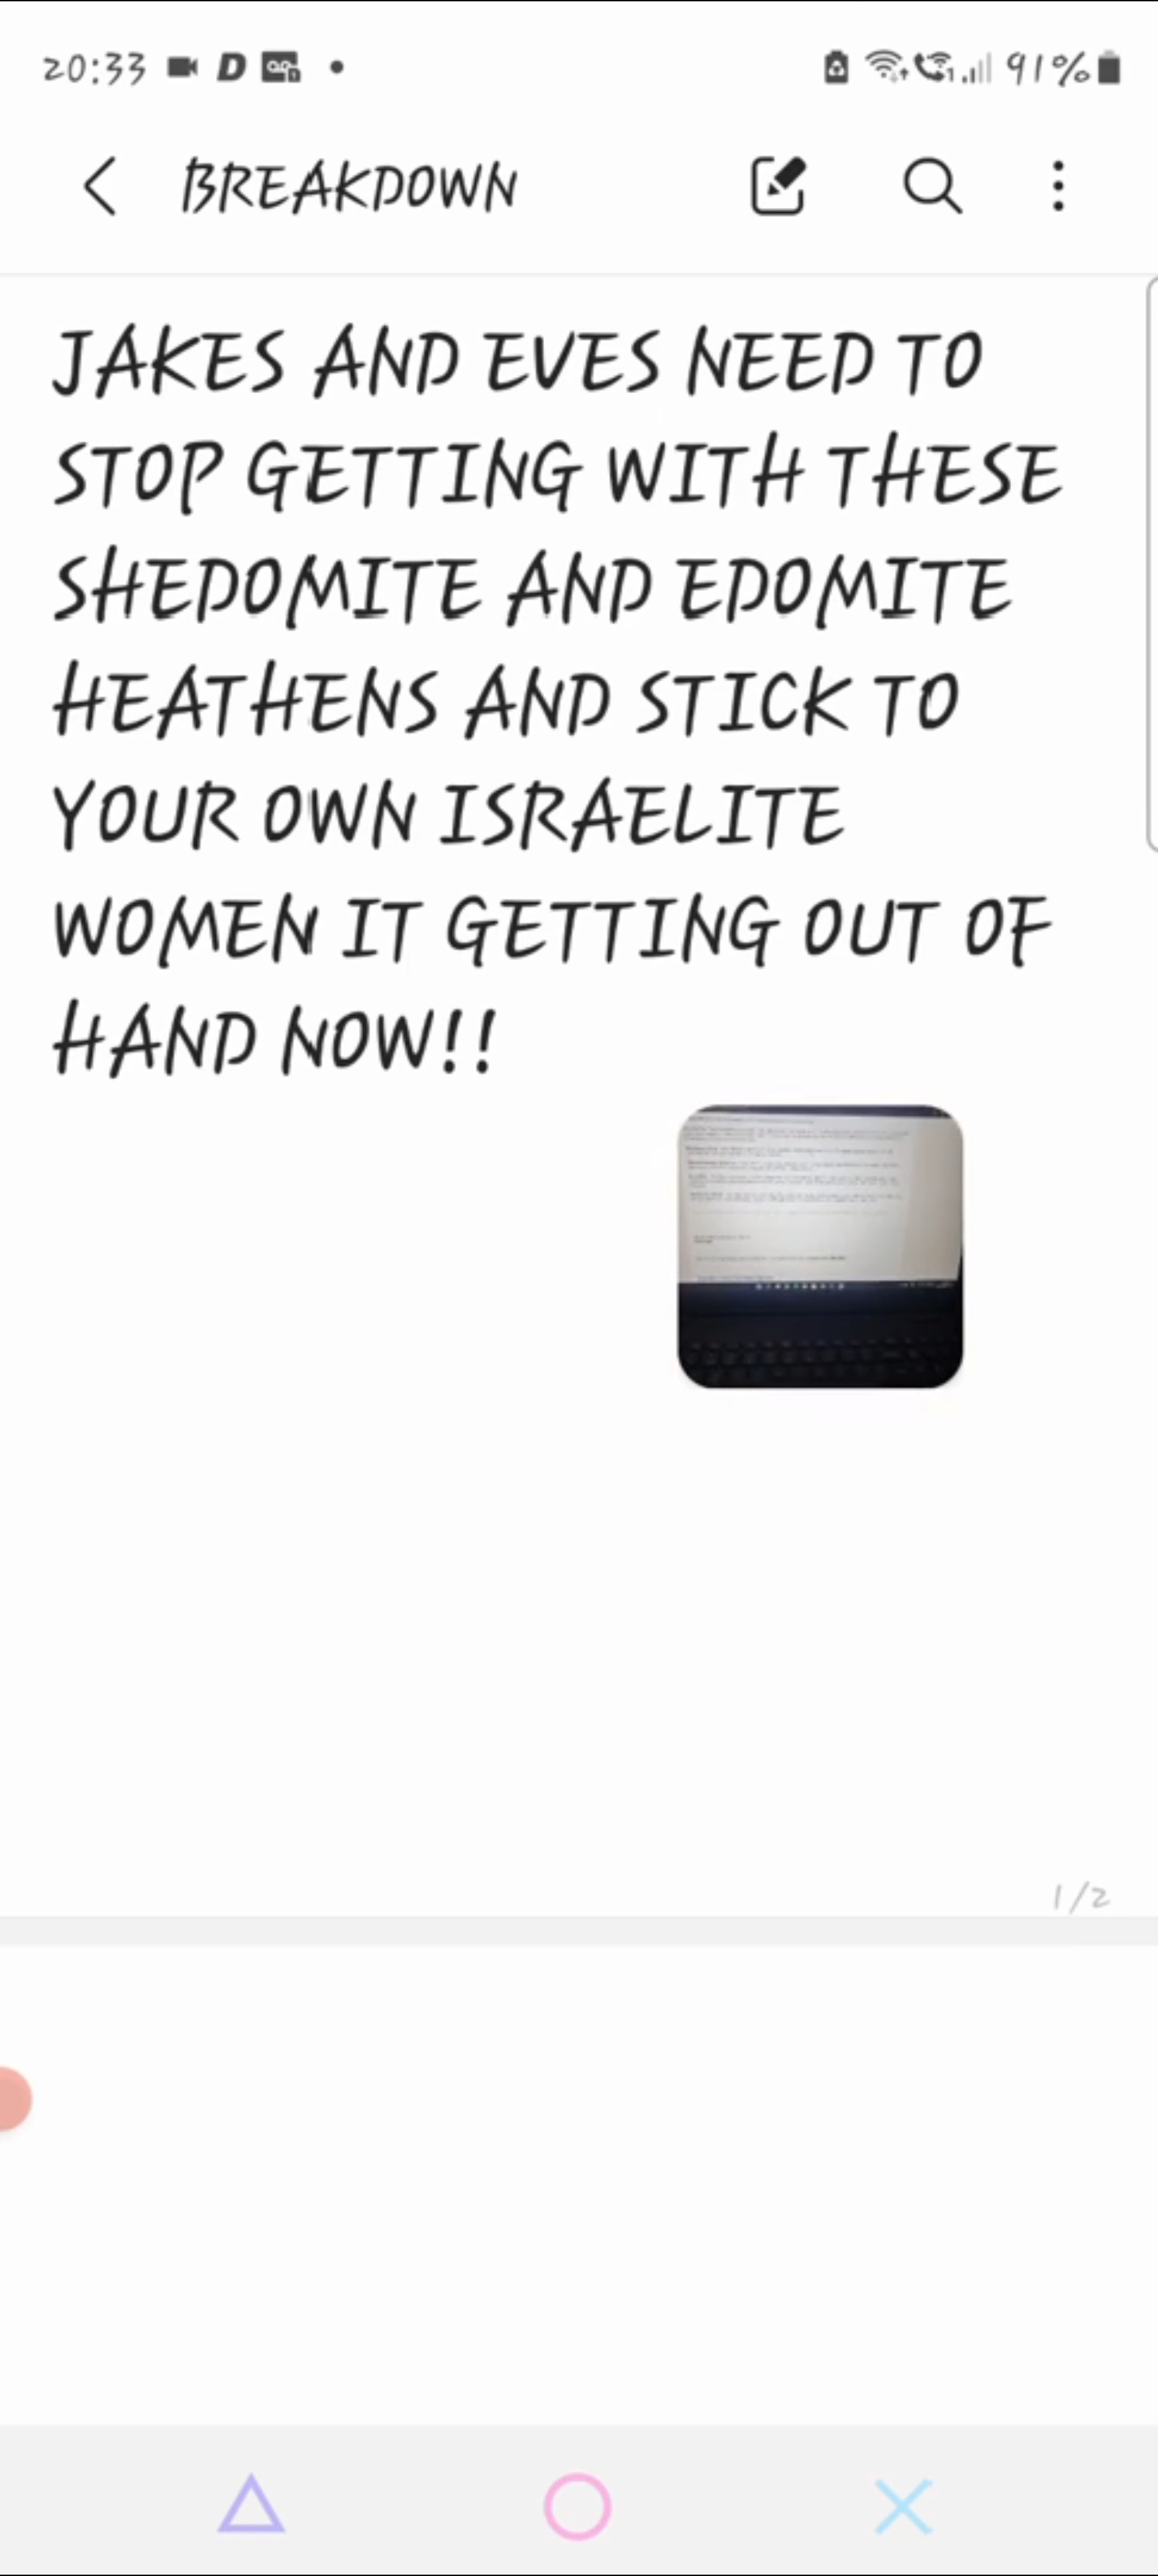 20:33 D 91%
BREAKDOWN
JAKES AND EVES NEED TO
STOP GETTING WITH THESE
SHEDOMITE AND EDOMITE
HEATHENS AND STICK TO
YOUR OWN ISRAELITE
WOMEN IT GETTING OUT OF
HAND NOW!!
1/2